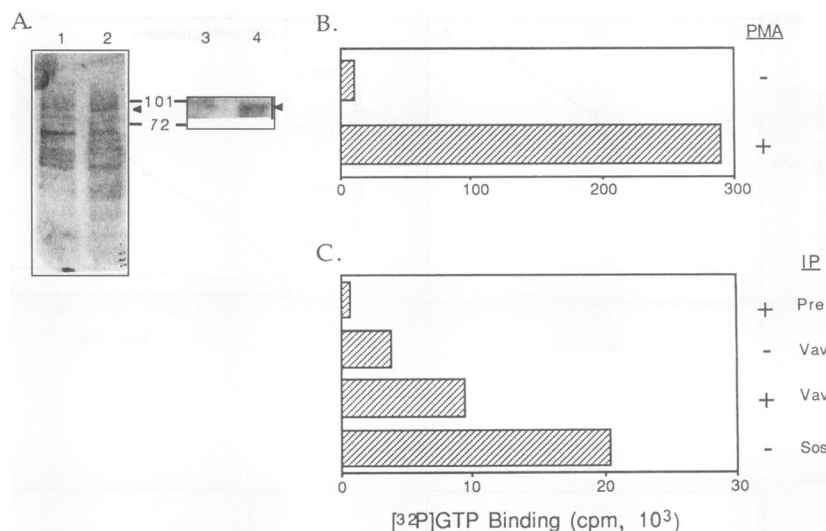 A.
1 2 3 4
101
72
B.
PMA
-
+
0 100 200 300
C.
IP
+ Pre
- Vav
+ Vav
- Sos
0 10 20 30
[³²P]GTP Binding (cpm, 10³)